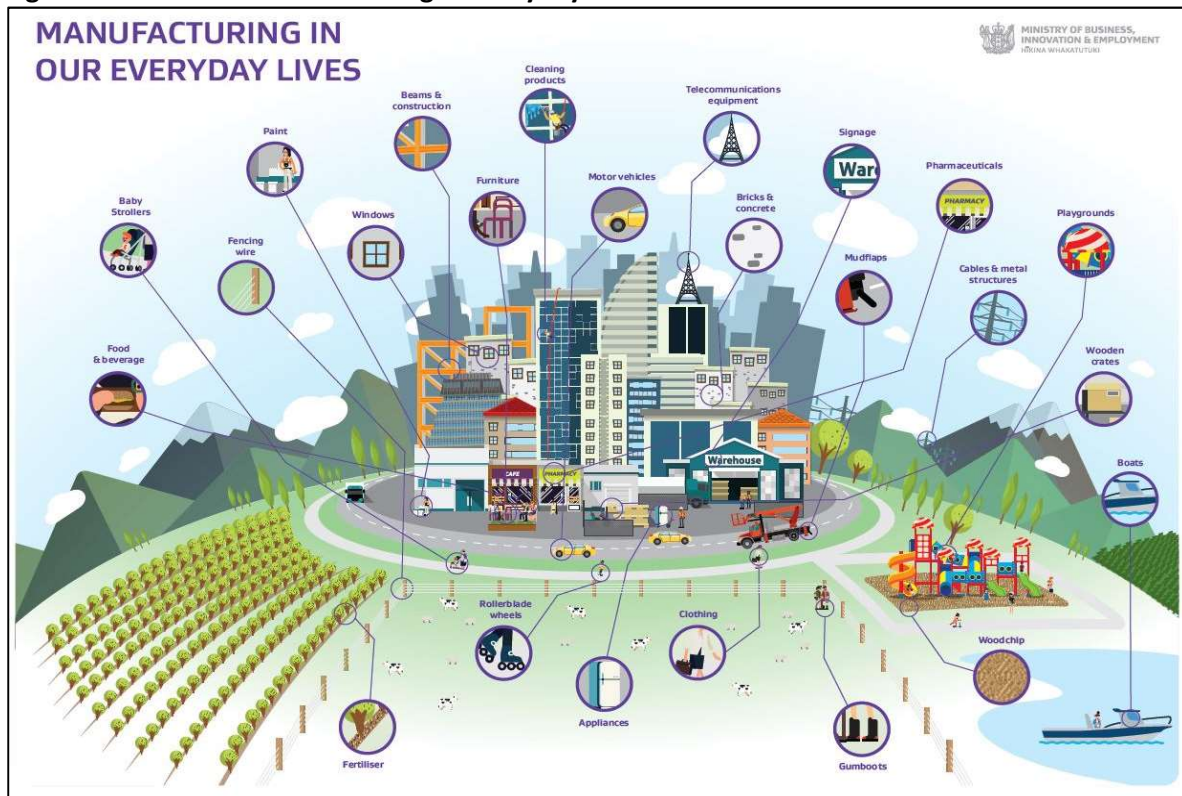 MANUFACTURING IN
OUR EVERYDAY LIVES
MINISTRY OF BUSINESS,
INNOVATION & EMPLOYMENT
HĪKINA WHAKATUTUKI
Cleaning
products
Telecommunications
equipment
Beams &
construction
Paint
Signage
Ware
Pharmaceuticals
PHARMACY
Furniture
Motor vehicles
Bricks &
concrete
Baby
Strollers
Windows
Playgrounds
Fencing
wire
Mudflaps
Cables & metal
structures
Food
& beverage
Wooden
crates
Boats
Warehouse
CAFE
PHARMACY
Rollerblade
wheels
Clothing
Woodchip
Appliances
Fertiliser
Gumboots